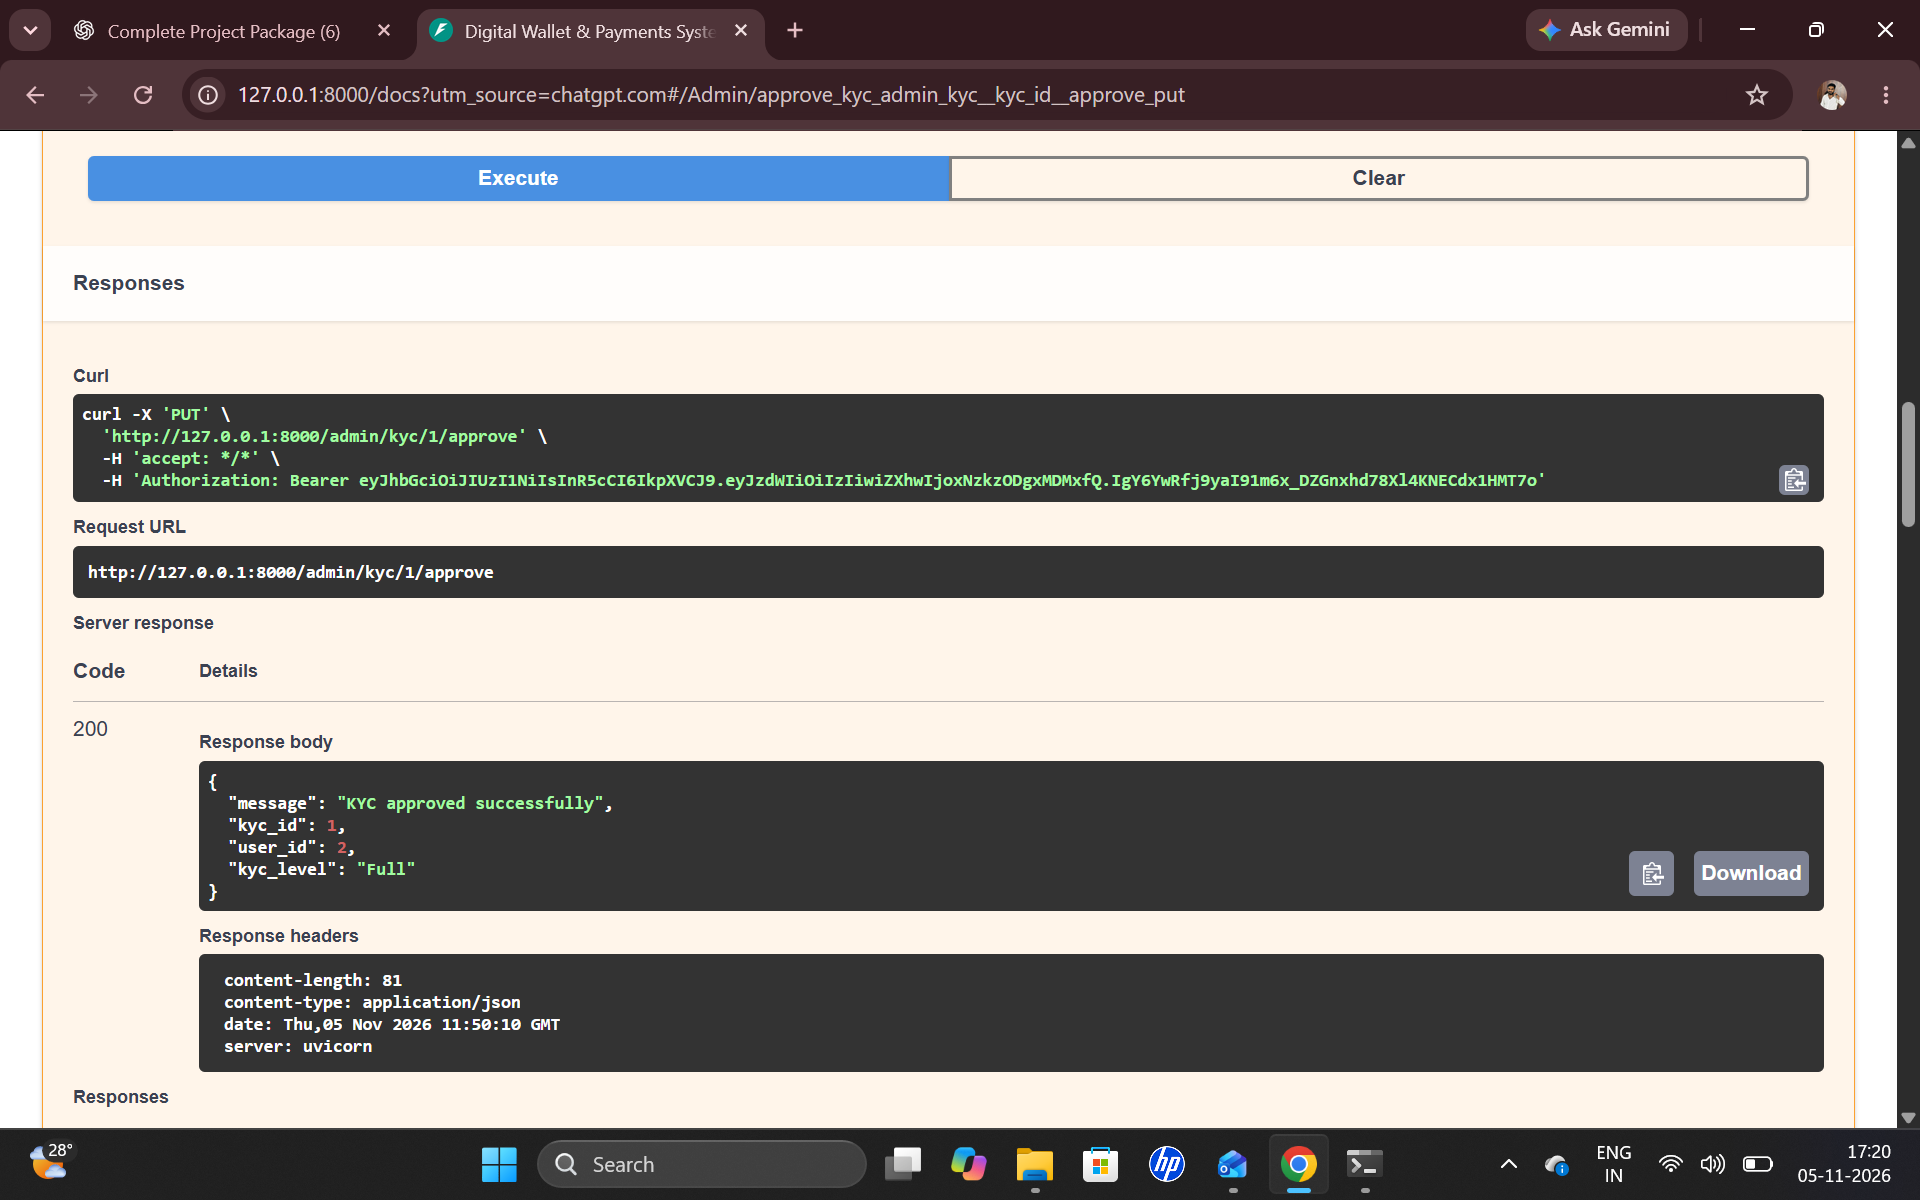 Complete Project Package (6)
Digital Wallet & Payments Syste
Ask Gemini
127.0.0.1:8000/docs?utm_source=chatgpt.com#/Admin/approve_kyc_admin_kyc__kyc_id__approve_put
Execute
Clear
Responses
Curl
curl -X 'PUT' \
'http://127.0.0.1:8000/admin/kyc/1/approve' \
-H 'accept: */*' \
-H 'Authorization: Bearer eyJhbGciOiJIUzI1NiIsInR5cCI6IkpXVCJ9.eyJzdWIiOiIzIiwiZXhwIjoxNzkzODgxMDMxfQ.IgY6YwRfj9yaI91m6x_DZGnxhd78Xl4KNECdx1HMT7o'
Request URL
http://127.0.0.1:8000/admin/kyc/1/approve
Server response
Code
Details
200
Response body
{
"message": "KYC approved successfully",
"kyc_id": 1,
"user_id": 2,
"kyc_level": "Full"
}
Download
Response headers
content-length: 81
content-type: application/json
date: Thu,05 Nov 2026 11:50:10 GMT
server: uvicorn
Responses
28°
Search
hp
ENG
IN
17:20
05-11-2026